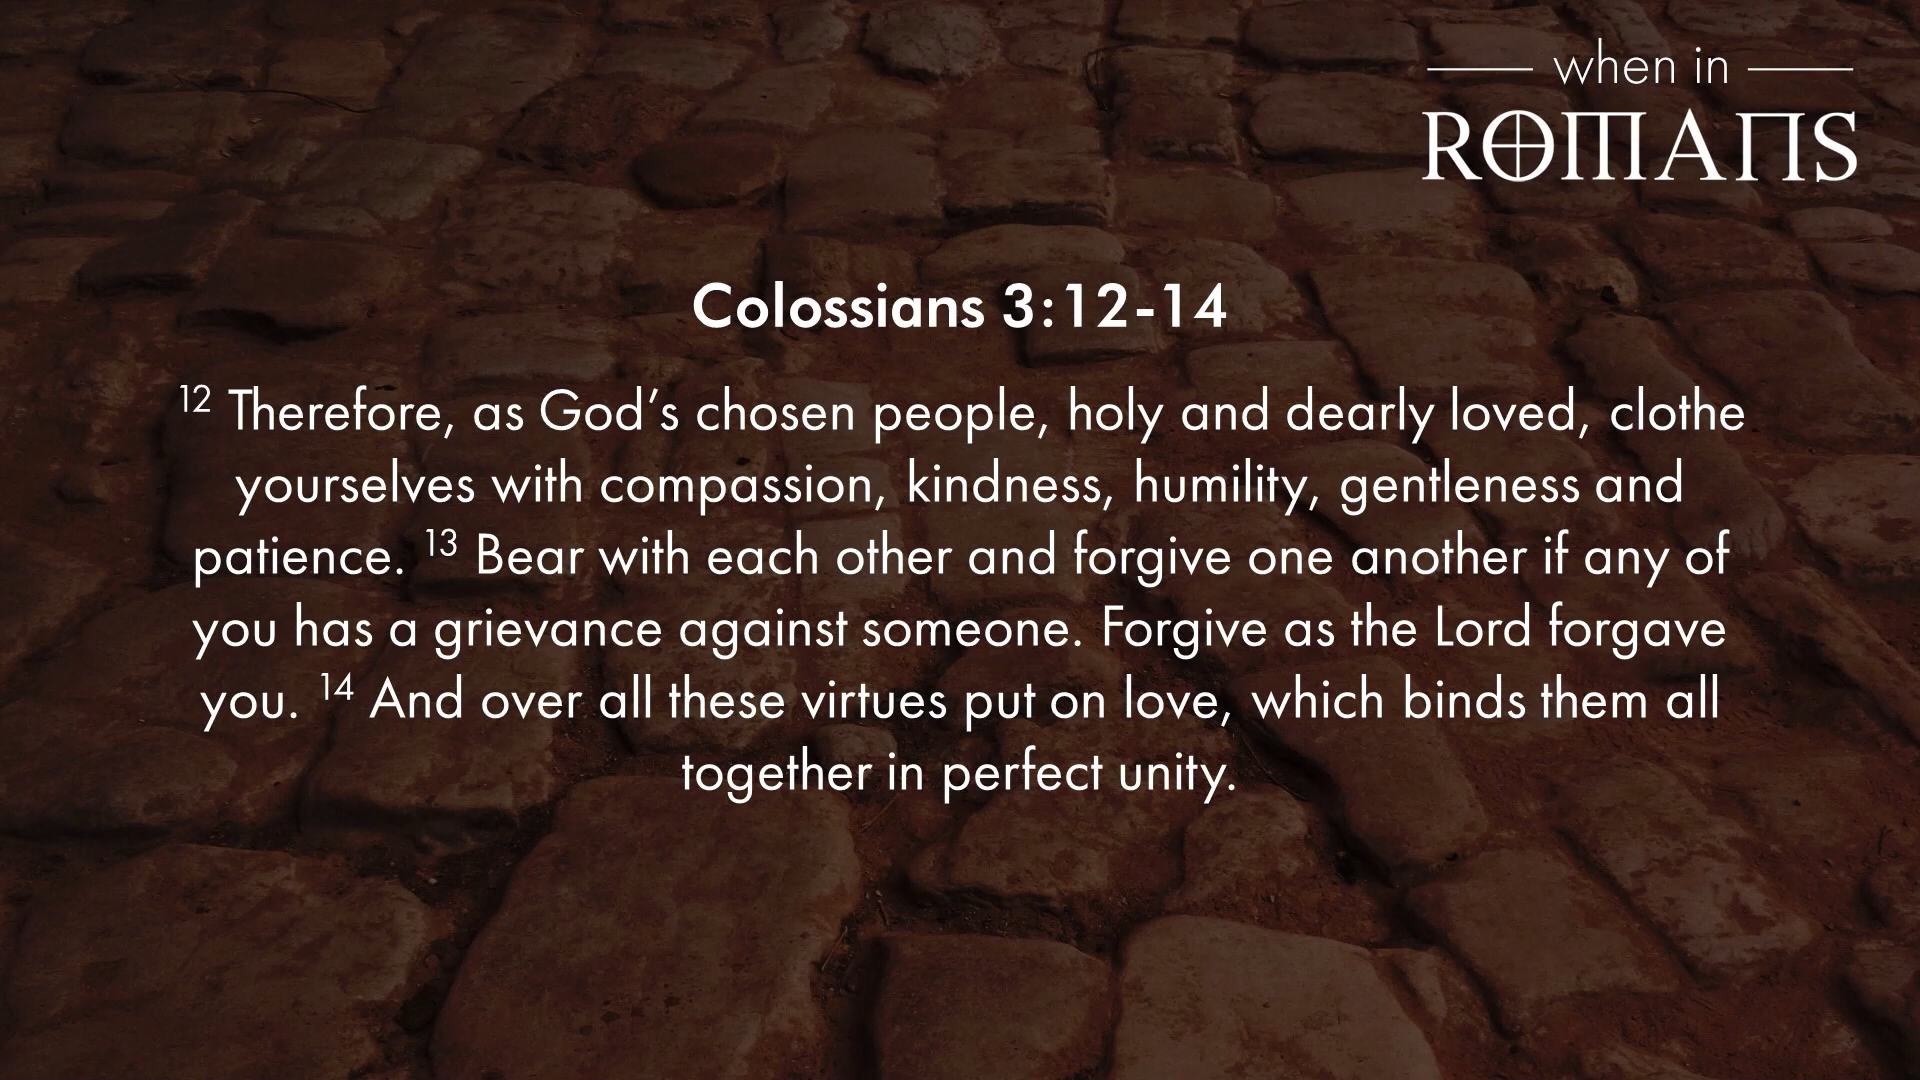 when in
ROMANS
Colossians 3:12-14
12 Therefore, as God’s chosen people, holy and dearly loved, clothe
yourselves with compassion, kindness, humility, gentleness and
patience. 13 Bear with each other and forgive one another if any of
you has a grievance against someone. Forgive as the Lord forgave
you. 14 And over all these virtues put on love, which binds them all
together in perfect unity.